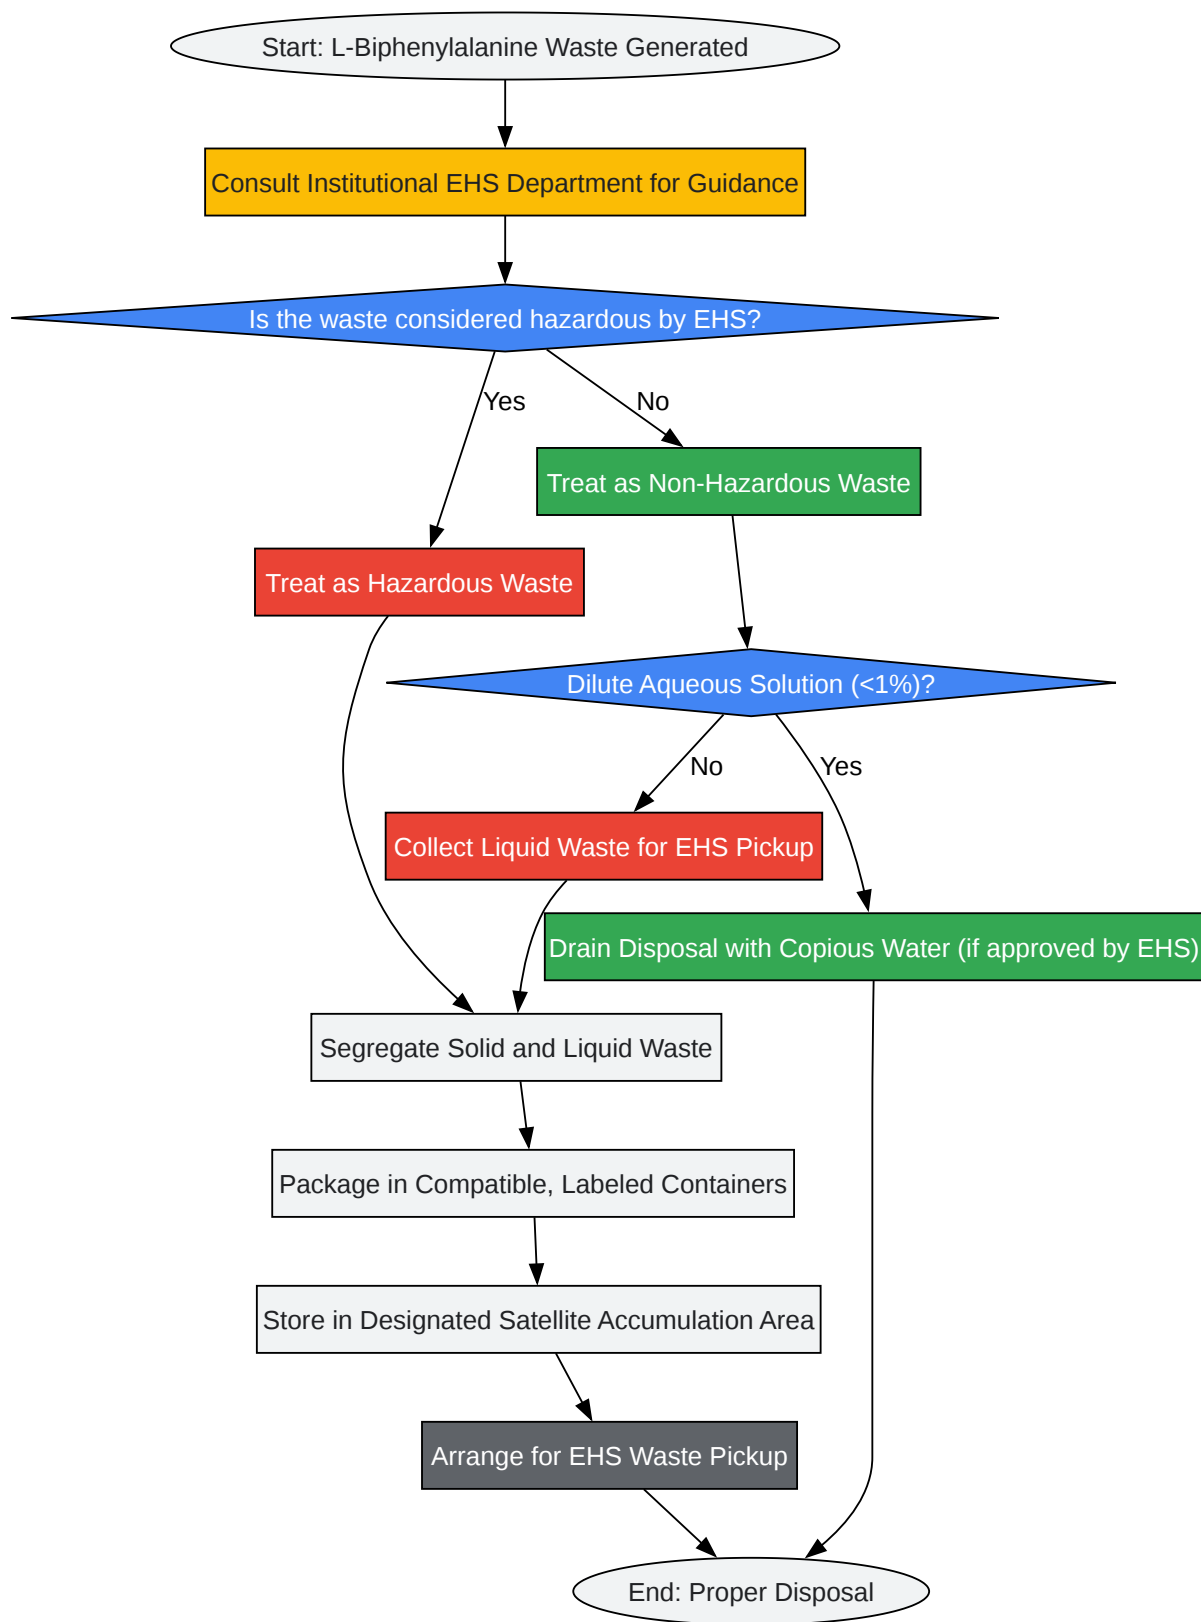 Start: L-Biphenylalanine Waste Generated
Consult Institutional EHS Department for Guidance
Is the waste considered hazardous by EHS?
Yes
No
Treat as Non-Hazardous Waste
Treat as Hazardous Waste
Dilute Aqueous Solution (<1%)?
No
Yes
Collect Liquid Waste for EHS Pickup
Drain Disposal with Copious Water (if approved by EHS)
Segregate Solid and Liquid Waste
Package in Compatible, Labeled Containers
Store in Designated Satellite Accumulation Area
Arrange for EHS Waste Pickup
End: Proper Disposal